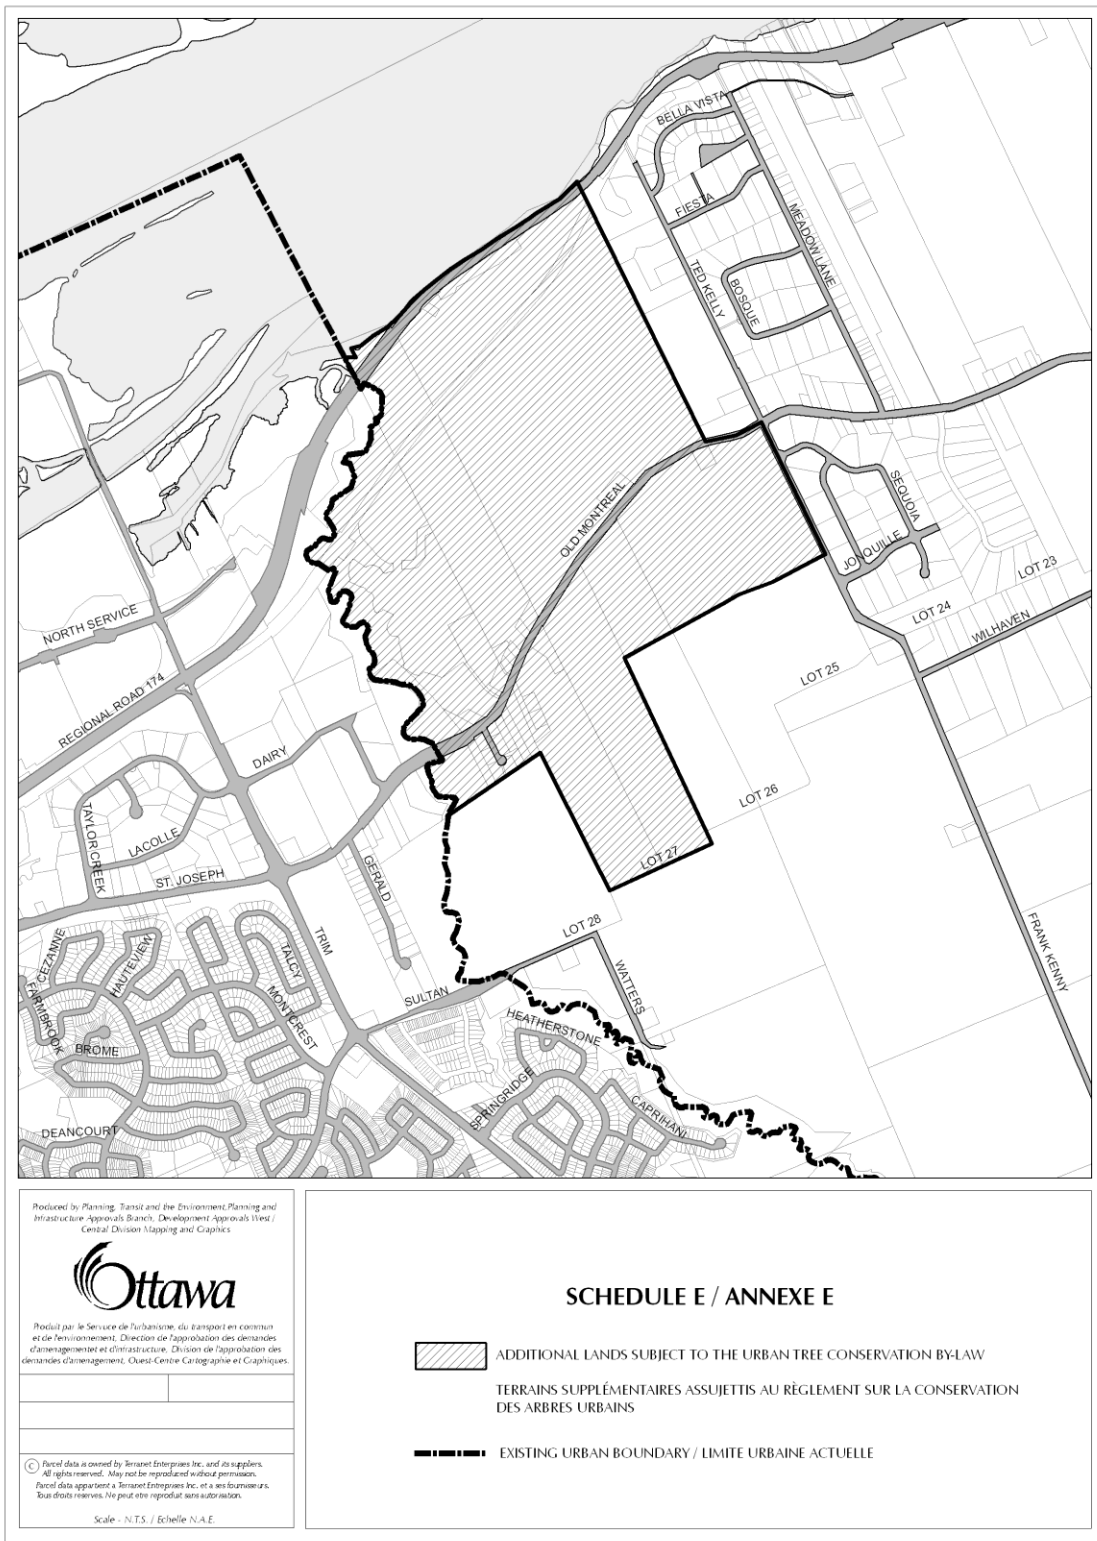 BELLA VISTA
FIESTA
MEADOW LANE
TED KELLY
BOSQUE
OLD MONTREAL
SEQUOIA
JONQUILLE
LOT 23
LOT 24
WILHAVEN
LOT 25
NORTH SERVICE
REGIONAL ROAD 174
DAIRY
LOT 26
TAYLOR CREEK
LACOLLE
ST. JOSEPH
GERALD
LOT 27
LOT 28
TRIM
CEZANNE
HAUTEVIEW
TALCY
FARMBROOK
MONTCREST
SULTAN
WATTERS
FRANK KENNY
HEATHERSTONE
BROME
SPRINGRIDGE
CAPRIHANI
DEANCOURT
Produced by Planning, Transit and the Environment,Planning and
Infrastructure Approvals Branch, Development Approvals West /
Central Division Mapping and Graphics
Ottawa
Produit par le Servuce de l'urbanisme, du transport en commun
et de l'environnement, Direction de l'approbation des demandes
d'amenagementet et d'infrastructure, Division de l'approbation des
demandes d'amenagement, Ouest-Centre Cartographie et Graphiques.
© Parcel data is owned by Terranet Enterprises Inc. and its suppliers.
All rights reserved. May not be reproduced without permission.
Parcel data appartient a Terranet Entreprises Inc. et a ses fournisseurs.
Tous droits reserves. Ne peut etre reproduit sans autorisation.
Scale - N.T.S. / Echelle N.A.E.
SCHEDULE E / ANNEXE E
ADDITIONAL LANDS SUBJECT TO THE URBAN TREE CONSERVATION BY-LAW
TERRAINS SUPPLÉMENTAIRES ASSUJETTIS AU RÈGLEMENT SUR LA CONSERVATION
DES ARBRES URBAINS
EXISTING URBAN BOUNDARY / LIMITE URBAINE ACTUELLE